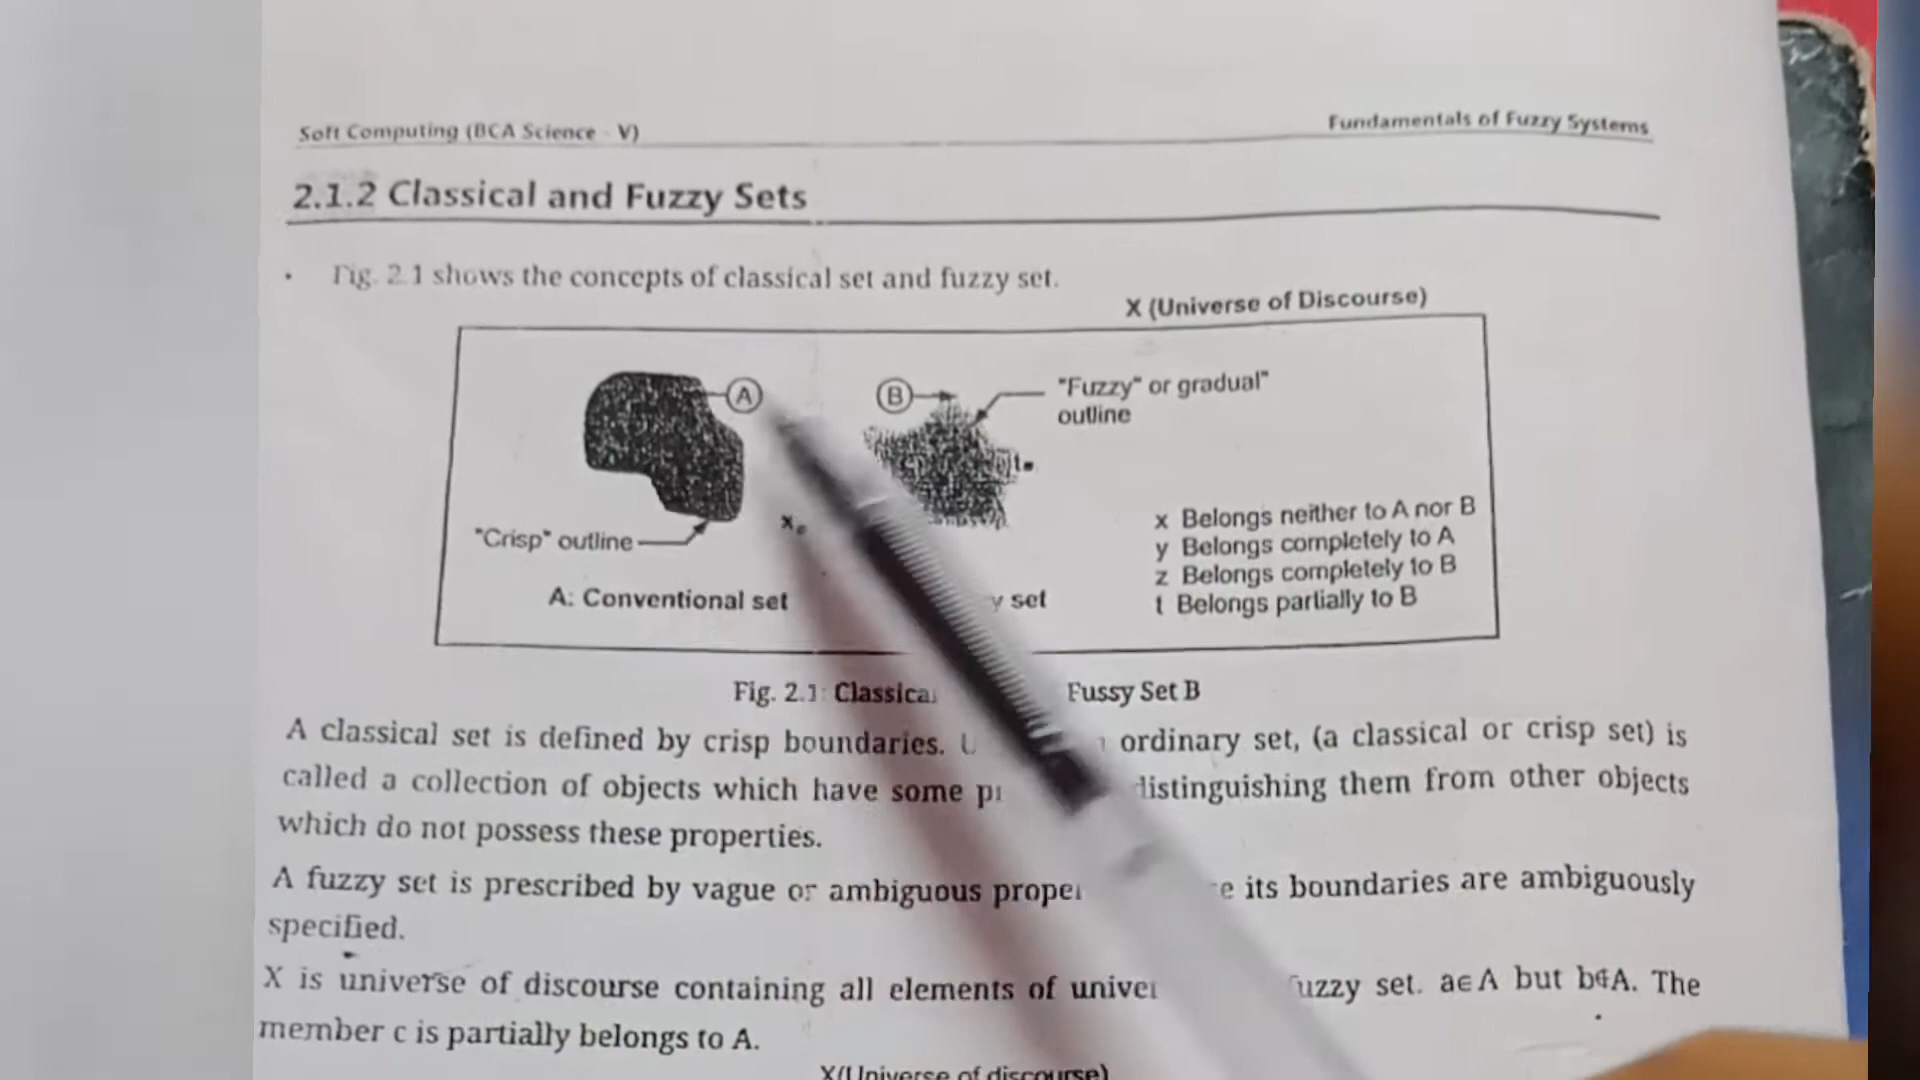 Soft Computing (BCA Science - V)
Fundamentals of Fuzzy Systems
2.1.2 Classical and Fuzzy Sets
• Fig. 2.1 shows the concepts of classical set and fuzzy set.
X (Universe of Discourse)
A
B
"Fuzzy" or gradual"
outline
t
x
"Crisp" outline
A: Conventional set
set
x Belongs neither to A nor B
y Belongs completely to A
z Belongs completely to B
t Belongs partially to B
Fig. 2.1: Fussy Set B
A classical set is defined by crisp boundaries. ordinary set, (a classical or crisp set) is
called a collection of objects which have some distinguishing them from other objects
which do not possess these properties.
A fuzzy set is prescribed by vague or ambiguous its boundaries are ambiguously
specified.
X is universe of discourse containing all elements of set. a∈A but b∉A. The
member c is partially belongs to A.
X(Universe of discourse)